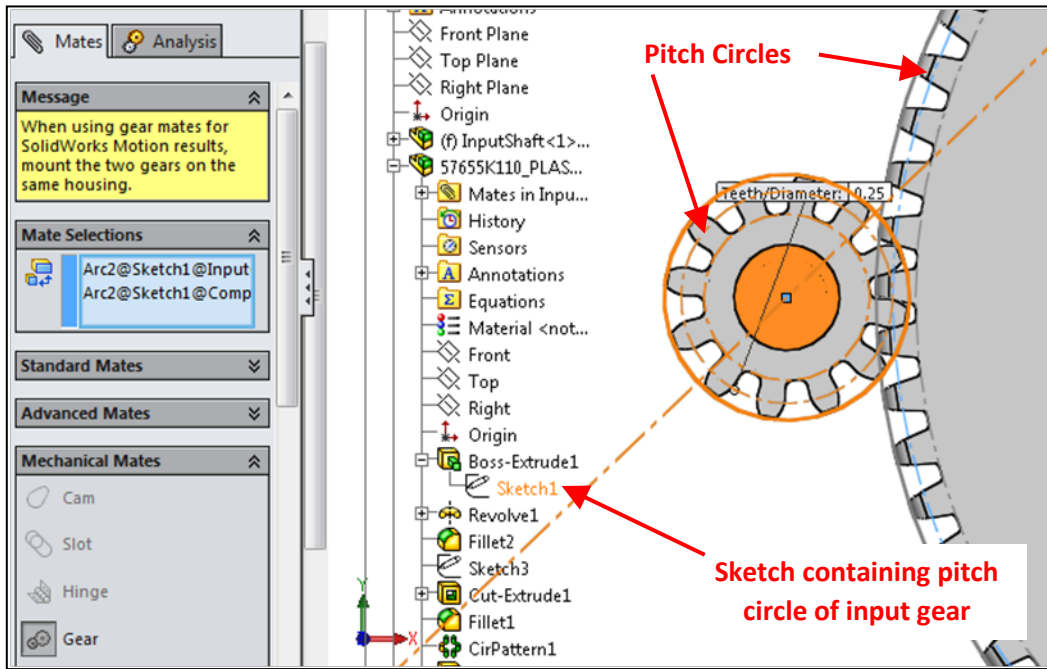 Mates
Analysis
Message
When using gear mates for
SolidWorks Motion results,
mount the two gears on the
same housing.
Mate Selections
Arc2@Sketch1@Input
Arc2@Sketch1@Comp
Standard Mates
Advanced Mates
Mechanical Mates
Cam
Slot
Hinge
Gear
Annotations
Front Plane
Top Plane
Right Plane
Origin
(f) InputShaft<1>...
57655K110_PLAS...
Mates in Inpu...
History
Sensors
Annotations
Equations
Material <not...
Front
Top
Right
Origin
Boss-Extrude1
Sketch1
Revolve1
Fillet2
Sketch3
Cut-Extrude1
Fillet1
CirPattern1
Y
X
Pitch Circles
Teeth/Diameter: 0.25
Sketch containing pitch
circle of input gear